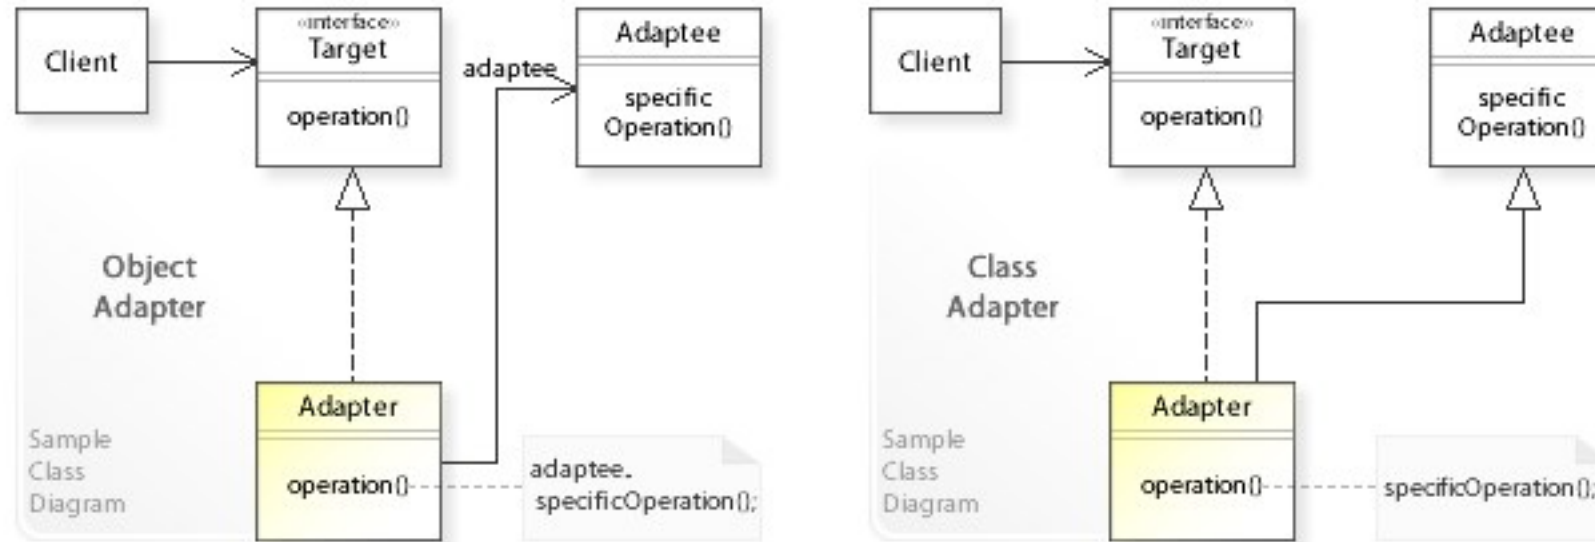 Client
«interface»
Target
operation()
adaptee
Adaptee
specific
Operation()
Object
Adapter
Adapter
operation()
adaptee.
specificOperation();
Sample
Class
Diagram
Client
«interface»
Target
operation()
Adaptee
specific
Operation()
Class
Adapter
Adapter
operation()
specificOperation();
Sample
Class
Diagram